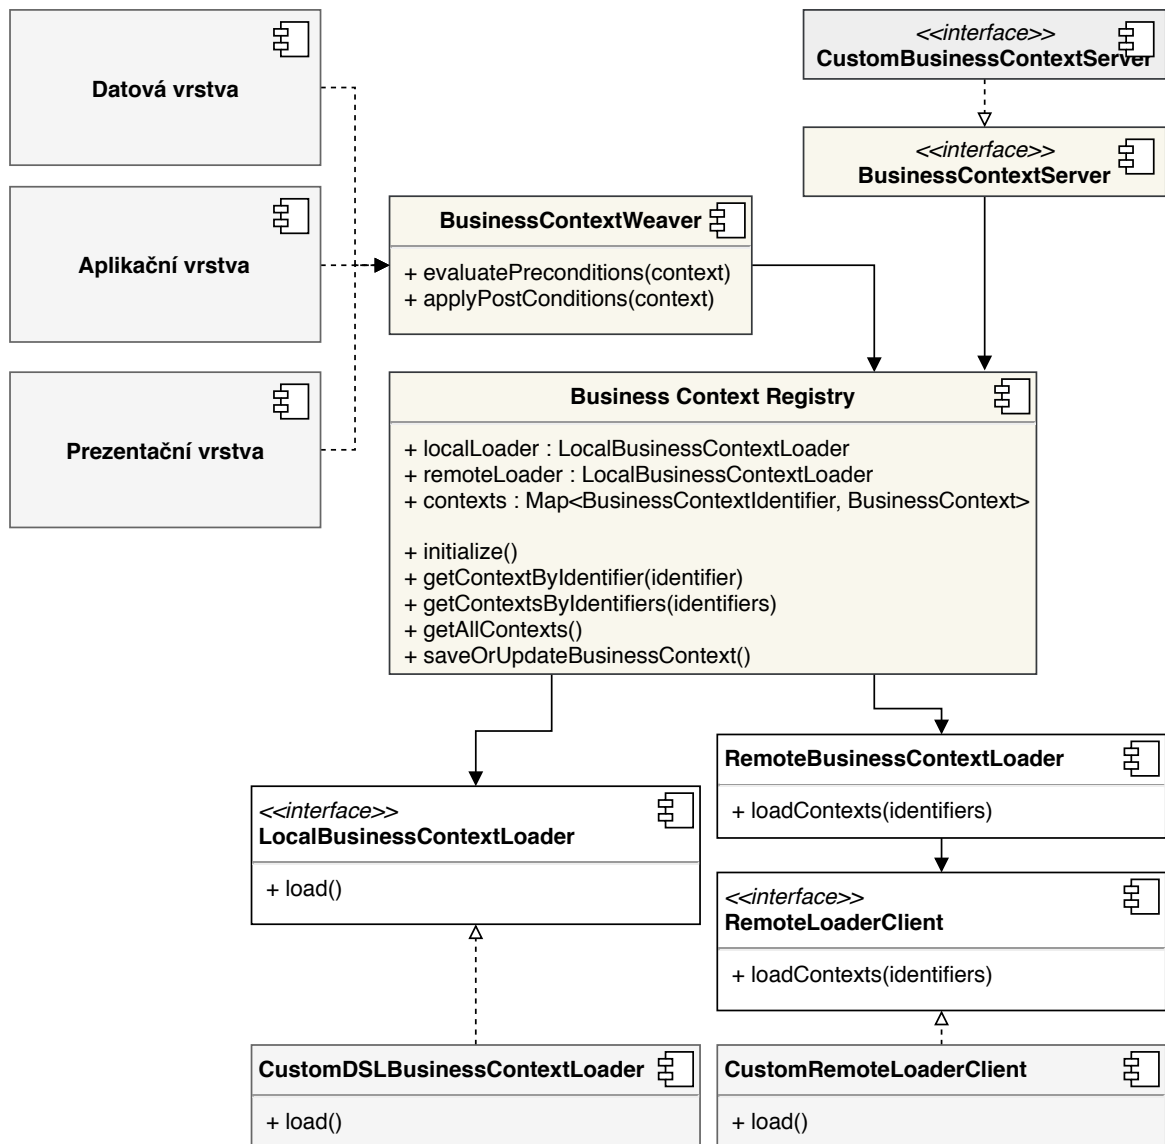 Datová vrstva
Aplikační vrstva
Prezentační vrstva
<<interface>>
CustomBusinessContextServer
<<interface>>
BusinessContextServer
BusinessContextWeaver
+ evaluatePreconditions(context)
+ applyPostConditions(context)
Business Context Registry
+ localLoader : LocalBusinessContextLoader
+ remoteLoader : LocalBusinessContextLoader
+ contexts : Map<BusinessContextIdentifier, BusinessContext>
+ initialize()
+ getContextByIdentifier(identifier)
+ getContextsByIdentifiers(identifiers)
+ getAllContexts()
+ saveOrUpdateBusinessContext()
<<interface>>
LocalBusinessContextLoader
+ load()
RemoteBusinessContextLoader
+ loadContexts(identifiers)
<<interface>>
RemoteLoaderClient
+ loadContexts(identifiers)
CustomDSLBusinessContextLoader
+ load()
CustomRemoteLoaderClient
+ load()